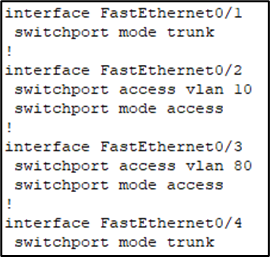 interface FastEthernet0/1
 switchport mode trunk
!
interface FastEthernet0/2
 switchport access vlan 10
 switchport mode access
!
interface FastEthernet0/3
 switchport access vlan 80
 switchport mode access
!
interface FastEthernet0/4
 switchport mode trunk